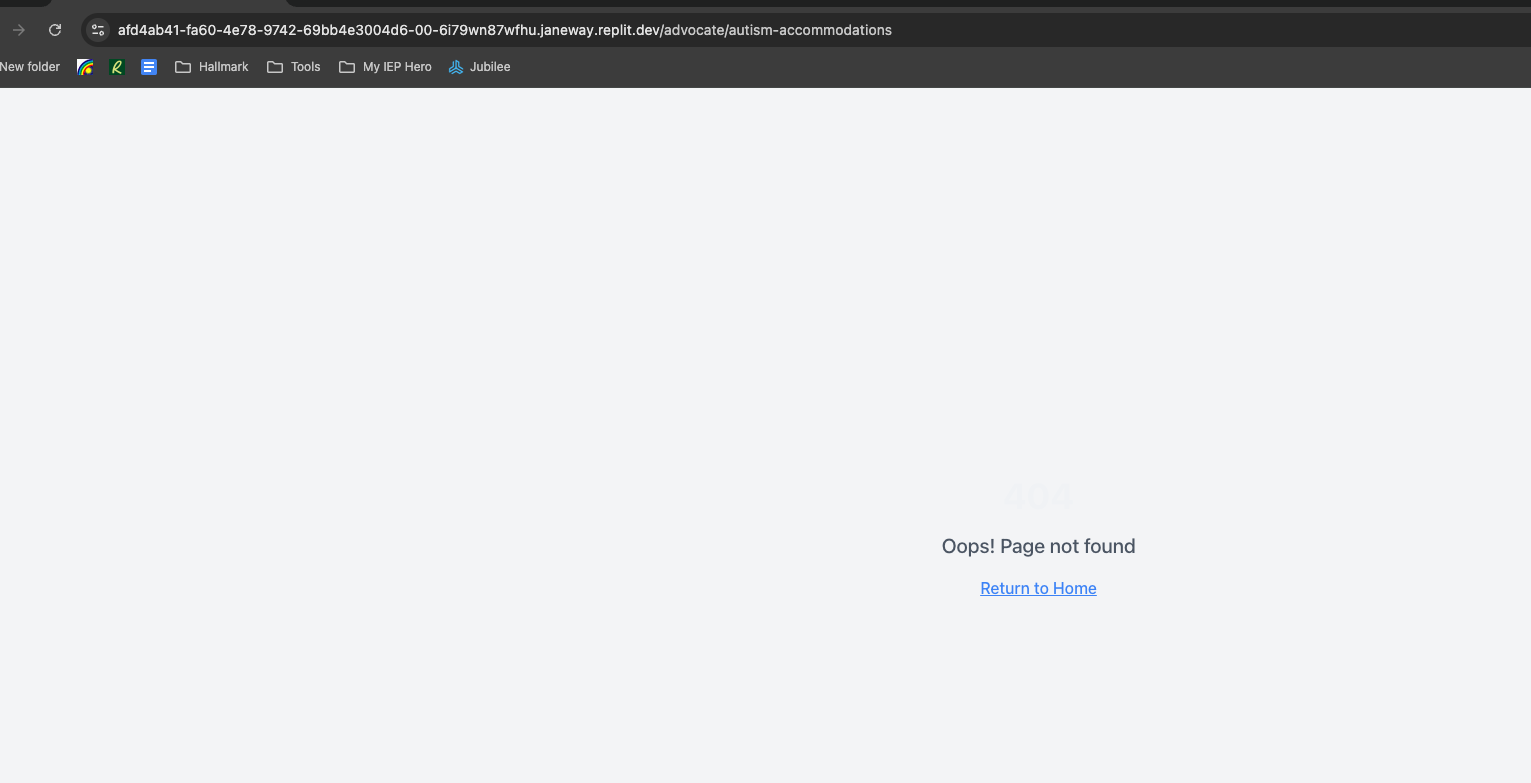 afd4ab41-fa60-4e78-9742-69bb4e3004d6-00-6i79wn87wfhu.janeway.replit.dev/advocate/autism-accommodations
New folder Hallmark Tools My IEP Hero Jubilee
404
Oops! Page not found
Return to Home